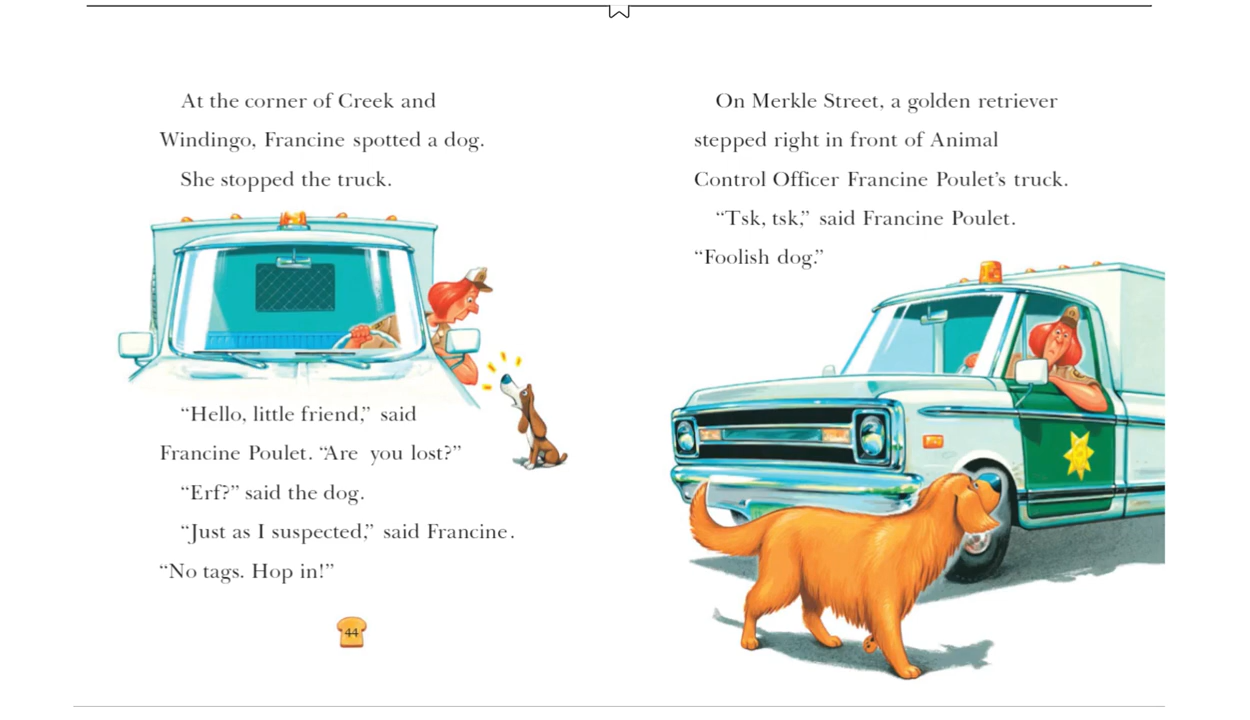 At the corner of Creek and
Windingo, Francine spotted a dog.
She stopped the truck.
“Hello, little friend,” said
Francine Poulet. “Are you lost?”
“Erf?” said the dog.
“Just as I suspected,” said Francine.
“No tags. Hop in!”
44
On Merkle Street, a golden retriever
stepped right in front of Animal
Control Officer Francine Poulet’s truck.
“Tsk, tsk,” said Francine Poulet.
“Foolish dog.”